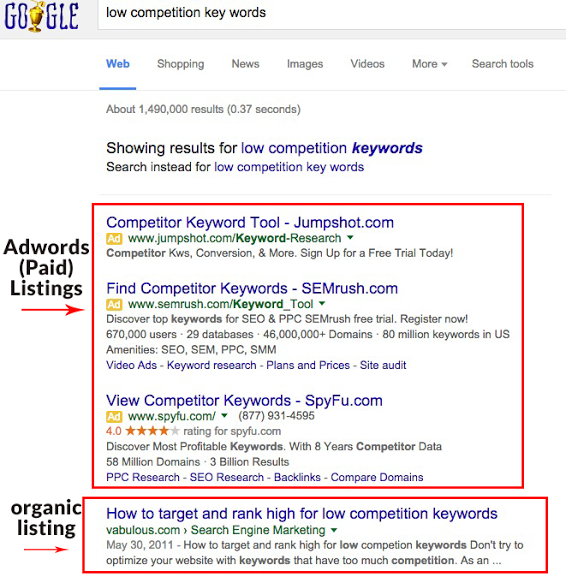 GOOGLE
low competition key words
Web Shopping News Images Videos More Search tools
About 1,490,000 results (0.37 seconds)
Showing results for low competition keywords
Search instead for low competition key words
Adwords
(Paid)
Listings
Competitor Keyword Tool - Jumpshot.com
Ad www.jumpshot.com/Keyword-Research
Competitor Kws, Conversion, & More. Sign Up for a Free Trial Today!
Find Competitor Keywords - SEMrush.com
Ad www.semrush.com/Keyword_Tool
Discover top keywords for SEO & PPC SEMrush free trial. Register now!
670,000 users · 29 databases · 46,000,000+ Domains · 80 million keywords in US
Amenities: SEO, SEM, PPC, SMM
Video Ads - Keyword research - Plans and Prices - Site audit
View Competitor Keywords - SpyFu.com
Ad www.spyfu.com/ (877) 931-4595
4.0 rating for spyfu.com
Discover Most Profitable Keywords. With 8 Years Competitor Data
58 Million Domains · 3 Billion Results
PPC Research - SEO Research - Backlinks - Compare Domains
organic
listing
How to target and rank high for low competition keywords
vabulous.com › Search Engine Marketing
May 30, 2011 - How to target and rank high for low competion keywords Don't try to
optimize your website with keywords that have too much competition. As an ...